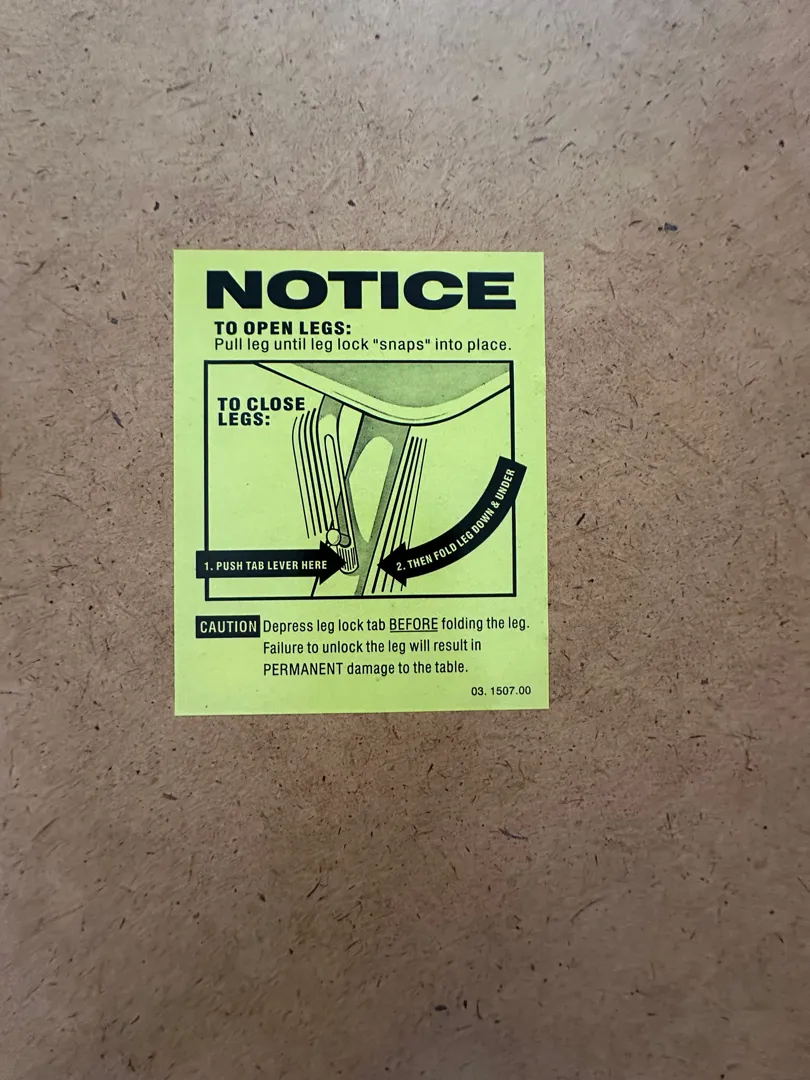 NOTICE
TO OPEN LEGS:
Pull leg until leg lock "snaps" into place.
TO CLOSE
LEGS:
1. PUSH TAB LEVER HERE
2. THEN FOLD LEG DOWN & UNDER
CAUTION Depress leg lock tab BEFORE folding the leg.
Failure to unlock the leg will result in
PERMANENT damage to the table.
03. 1507.00